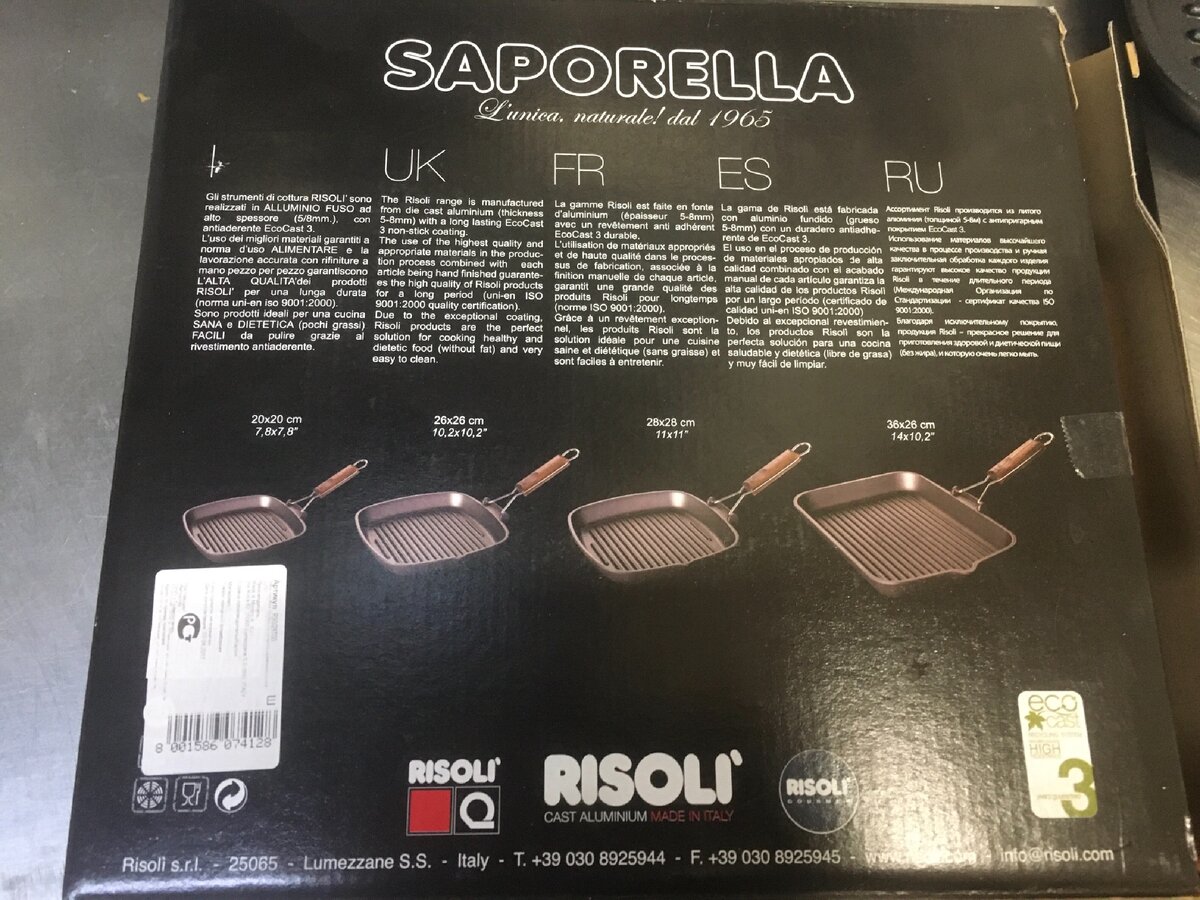 SAPORELLA
L'unica, naturale! dal 1965
Gli strumenti di cottura RISOLI' sono
realizzati in ALLUMINIO FUSO ad
alto spessore (5/8mm.), con
antiaderente EcoCast 3.
L'uso dei migliori materiali garantiti a
norma d'uso ALIMENTARE e la
lavorazione accurata con rifiniture a
mano pezzo per pezzo garantiscono
L'ALTA QUALITA'dei prodotti
RISOLI' per una lunga durata
(norma uni-en iso 9001:2000).
Sono prodotti ideali per una cucina
SANA e DIETETICA (pochi grassi)
FACILI da pulire grazie al
rivestimento antiaderente.
UK
The Risoli range is manufactured
from die cast aluminium (thickness
5-8mm) with a long lasting EcoCast
3 non-stick coating.
The use of the highest quality and
appropriate materials in the produc-
tion process combined with each
article being hand finished guarante-
es the high quality of Risoli products
for a long period (uni-en ISO
9001:2000 quality certification).
Due to the exceptional coating,
Risoli products are the perfect
solution for cooking healthy and
dietetic food (without fat) and very
easy to clean.
FR
La gamme Risoli est faite en fonte
d'aluminium (épaisseur 5-8mm)
avec un revêtement anti adhérent
EcoCast 3 durable.
L'utilisation de matériaux appropriés
et de haute qualité dans le proces-
sus de fabrication, associée à la
finition manuelle de chaque article,
garantit une grande qualité des
produits Risoli pour longtemps
(norme ISO 9001:2000).
Grâce à un revêtement exception-
nel, les produits Risoli sont la
solution idéale pour une cuisine
saine et diététique (sans graisse) et
sont faciles à entretenir.
ES
La gama de Risoli está fabricada
con aluminio fundido (grueso
5-8mm) con un duradero antiadhe-
rente de EcoCast 3.
El uso en el proceso de producción
de materiales apropiados de alta
calidad combinado con el acabado
manual de cada artículo garantiza la
alta calidad de los productos Risoli
por un largo período (certificado de
calidad uni-en ISO 9001:2000)
Debido al excepcional revestimien-
to, los productos Risoli son la
perfecta solución para una cocina
saludable y dietética (libre de grasa)
y muy fácil de limpiar.
RU
Ассортимент Risoli производится из литого
алюминия (толщиной 5-8м) с антипригарным
покрытием EcoCast 3.
Использование материалов высочайшего
качества в процессе производства и ручная
заключительная обработка каждого изделия
гарантируют высокое качество продукции
Risoli в течение длительного периода
(Международная Организация по
Стандартизации - сертификат качества ISO
9001:2000).
Благодаря исключительному покрытию,
продукция Risoli - прекрасное решение для
приготовления здоровой и диетической пищи
(без жира), и которую очень легко мыть.
20x20 cm
7,8x7,8"
26x26 cm
10,2x10,2"
28x28 cm
11x11"
36x26 cm
14x10,2"
Артикул
РСТ
8 001586 074128
RISOLI'
RISOLI'
CAST ALUMINIUM MADE IN ITALY
RISOLI'
GOURMET
eco
cast
HIGH
3
Risoli s.r.l. - 25065 - Lumezzane S.S. - Italy - T. +39 030 8925944 - F. +39 030 8925945 - www.risoli.com - info@risoli.com